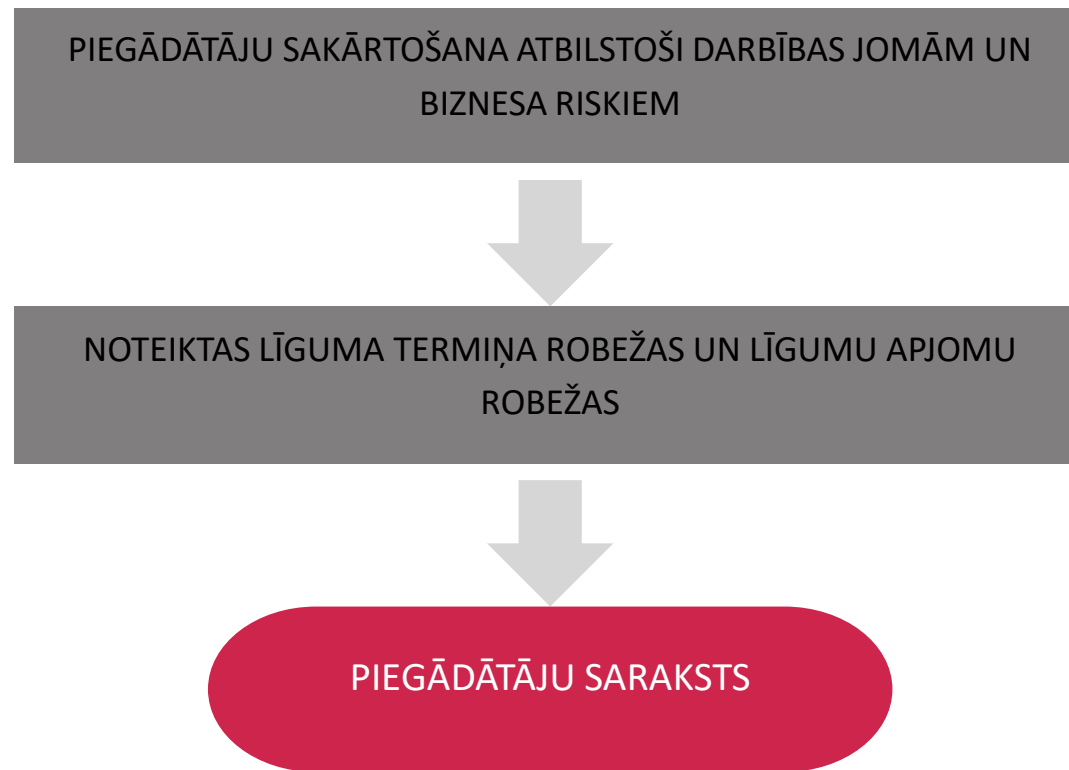 PIEGĀDĀTĀJU SAKĀRTOŠANA ATBILSTOŠI DARBĪBAS JOMĀM UN
BIZNESA RISKIEM
NOTEIKTAS LĪGUMA TERMIŅA ROBEŽAS UN LĪGUMU APJOMU
ROBEŽAS
PIEGĀDĀTĀJU SARAKSTS